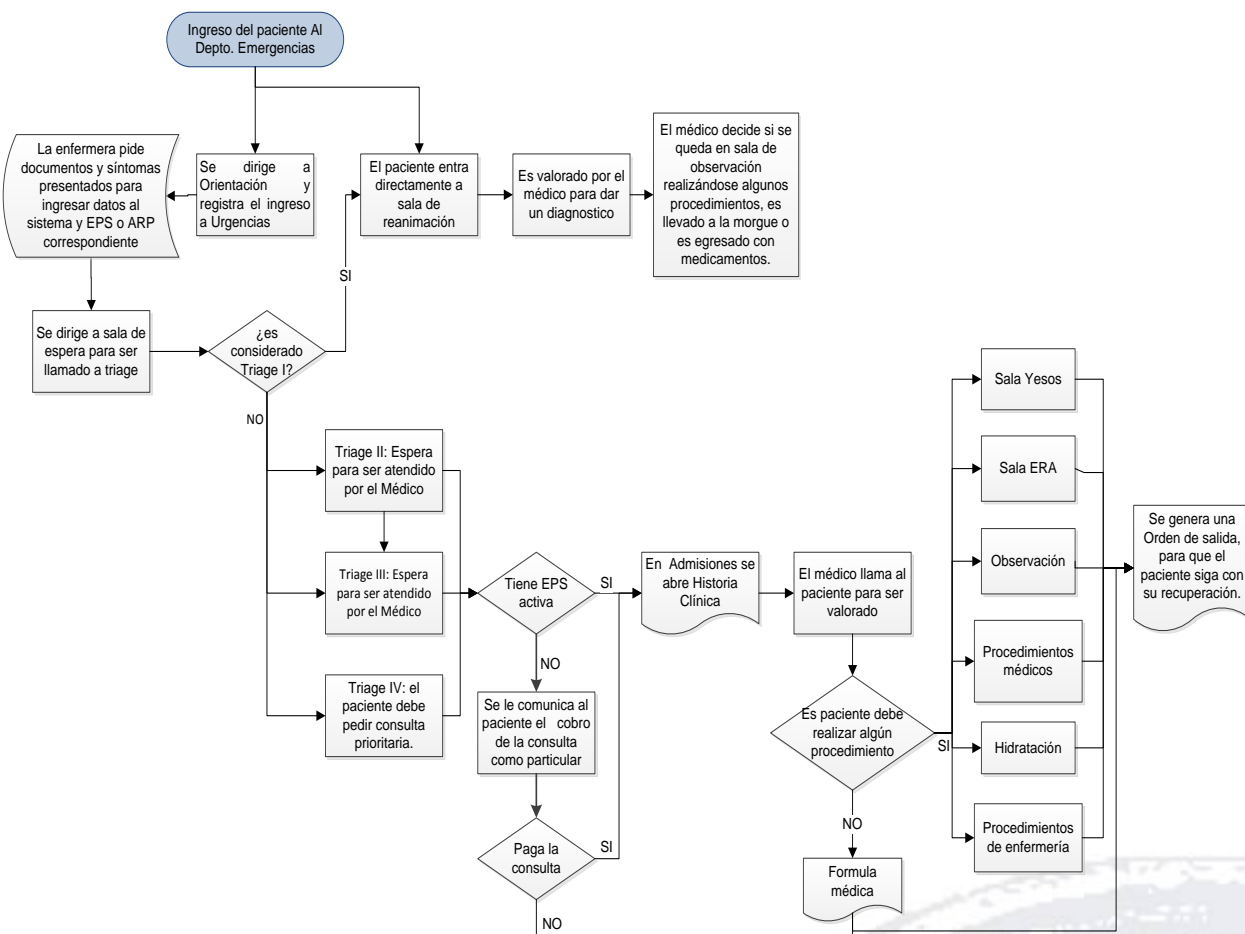 Ingreso del paciente Al
Depto. Emergencias
La enfermera pide
documentos y síntomas
presentados para
ingresar datos al
sistema y EPS o ARP
correspondiente
Se dirige a
Orientación y
registra el ingreso
a Urgencias
El paciente entra
directamente a
sala de
reanimación
Es valorado por el
médico para dar
un diagnostico
El médico decide si se
queda en sala de
observación
realizándose algunos
procedimientos, es
llevado a la morgue o
es egresado con
medicamentos.
SI
Se dirige a sala de
espera para ser
llamado a triage
¿es
considerado
Triage I?
NO
Triage II: Espera
para ser atendido
por el Médico
Triage III: Espera
para ser atendido
por el Médico
Triage IV: el
paciente debe
pedir consulta
prioritaria.
Tiene EPS
activa
SI
NO
Se le comunica al
paciente el cobro
de la consulta
como particular
Paga la
consulta
SI
NO
En Admisiones se
abre Historia
Clínica
El médico llama al
paciente para ser
valorado
Es paciente debe
realizar algún
procedimiento
SI
NO
Formula
médica
Sala Yesos
Sala ERA
Observación
Procedimientos
médicos
Hidratación
Procedimientos
de enfermería
Se genera una
Orden de salida,
para que el
paciente siga con
su recuperación.